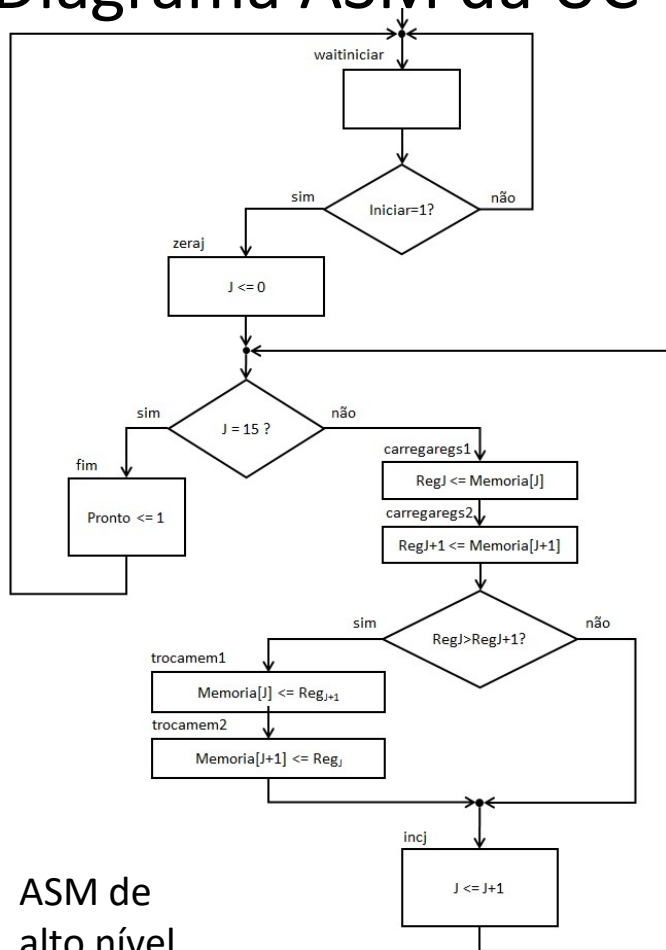 Diagrama ASM da UC
waitiniciar
sim
Iniciar=1?
não
zeraj
J <= 0
sim
J = 15 ?
não
fim
Pronto <= 1
carregaregs1
RegJ <= Memoria[J]
carregaregs2
RegJ+1 <= Memoria[J+1]
sim
RegJ>RegJ+1?
não
trocamem1
Memoria[J] <= RegJ+1
trocamem2
Memoria[J+1] <= RegJ
incj
J <= J+1
ASM de
alto nível